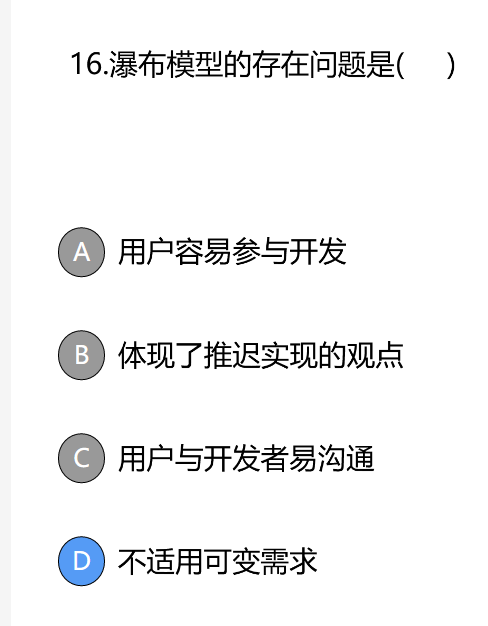 16.瀑布模型的存在问题是( )
A 用户容易参与开发
B 体现了推迟实现的观点
C 用户与开发者易沟通
D 不适用可变需求